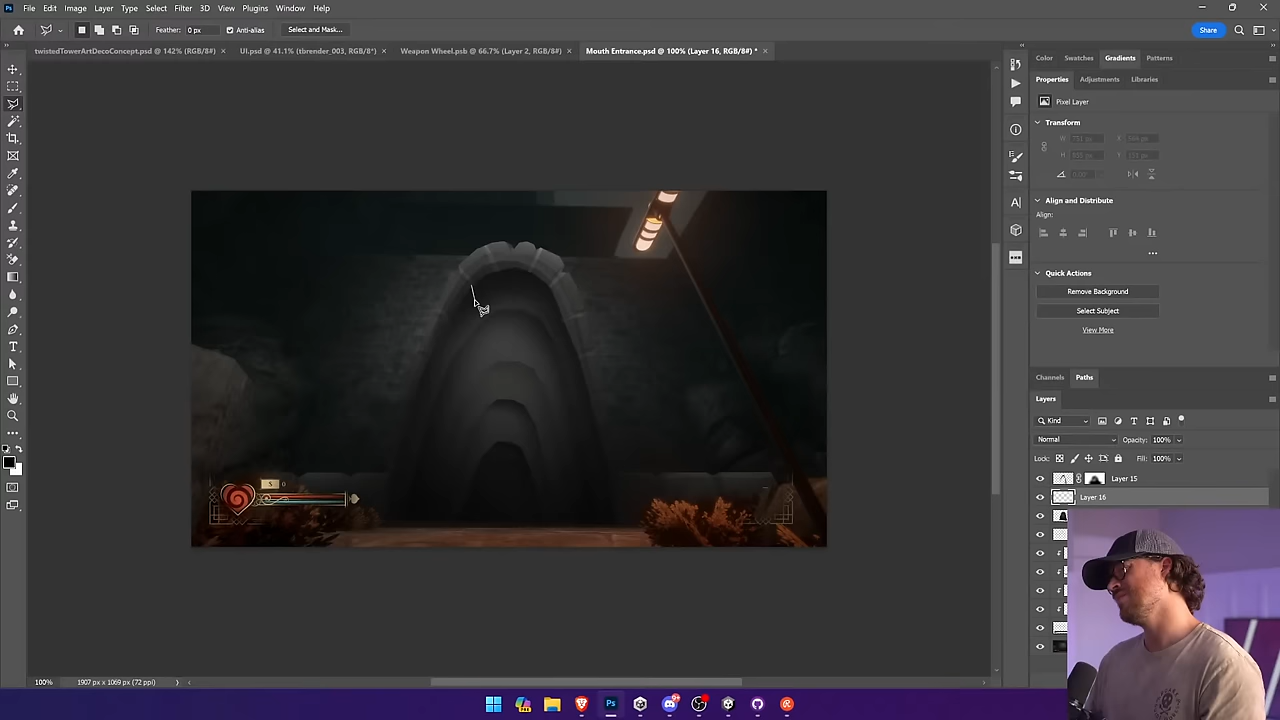 File Edit Image Layer Type Select Filter 3D View Plugins Window Help
Feather: 0 px Anti-alias Select and Mask... Share
twistedTowerArtDecoConcept.psd @ 142% (RGB/8#) × UI.psd @ 41.1% (tbrender_003, RGB/8*) × Weapon Wheel.psb @ 66.7% (Layer 2, RGB/8#) × Mouth Entrance.psd @ 100% (Layer 16, RGB/8#) * ×
Color Swatches Gradients Patterns
Properties Adjustments Libraries
Pixel Layer
Transform
Align and Distribute
Align:
Quick Actions
Remove Background
Select Subject
View More
Channels Paths
Layers
Kind
Normal Opacity: 100%
Lock: Fill: 100%
Layer 15
Layer 16
S 0
100% 1907 px x 1069 px (72 ppi)